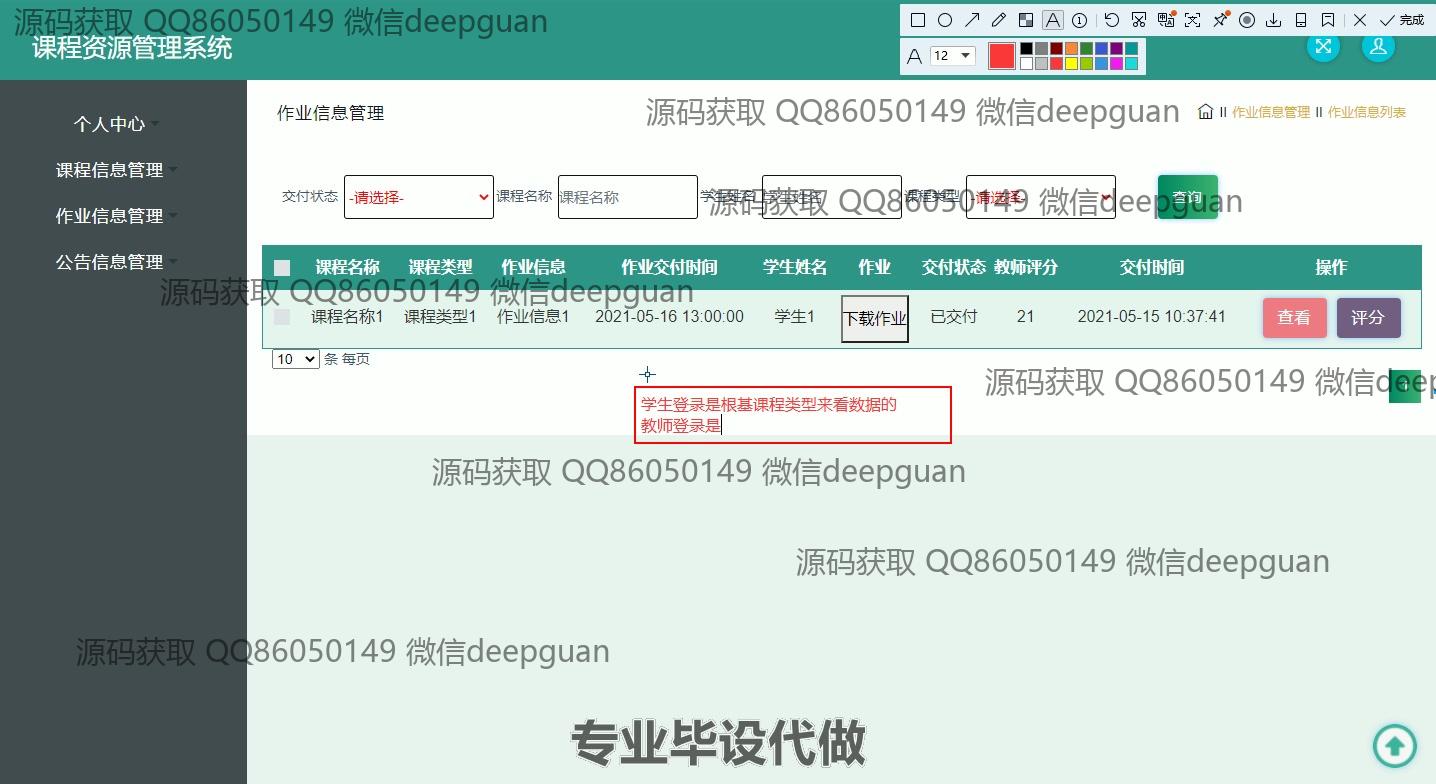 源码获取 QQ86050149 微信deepguan
课程资源管理系统
完成
A 12
个人中心
课程信息管理
作业信息管理
公告信息管理
作业信息管理
源码获取 QQ86050149 微信deepguan
作业信息管理 作业信息列表
交付状态 -请选择- 课程名称 课程名称 学生姓名 学生姓名 课程类型 -请选择- 查询
源码获取 QQ86050149 微信deepguan
课程名称 课程类型 作业信息 作业交付时间 学生姓名 作业 交付状态 教师评分 交付时间 操作
源码获取 QQ86050149 微信deepguan
课程名称1 课程类型1 作业信息1 2021-05-16 13:00:00 学生1 下载作业 已交付 21 2021-05-15 10:37:41 查看 评分
10 条 每页
源码获取 QQ86050149 微信deep
1
学生登录是根基课程类型来看数据的
教师登录是
源码获取 QQ86050149 微信deepguan
源码获取 QQ86050149 微信deepguan
源码获取 QQ86050149 微信deepguan
专业毕设代做